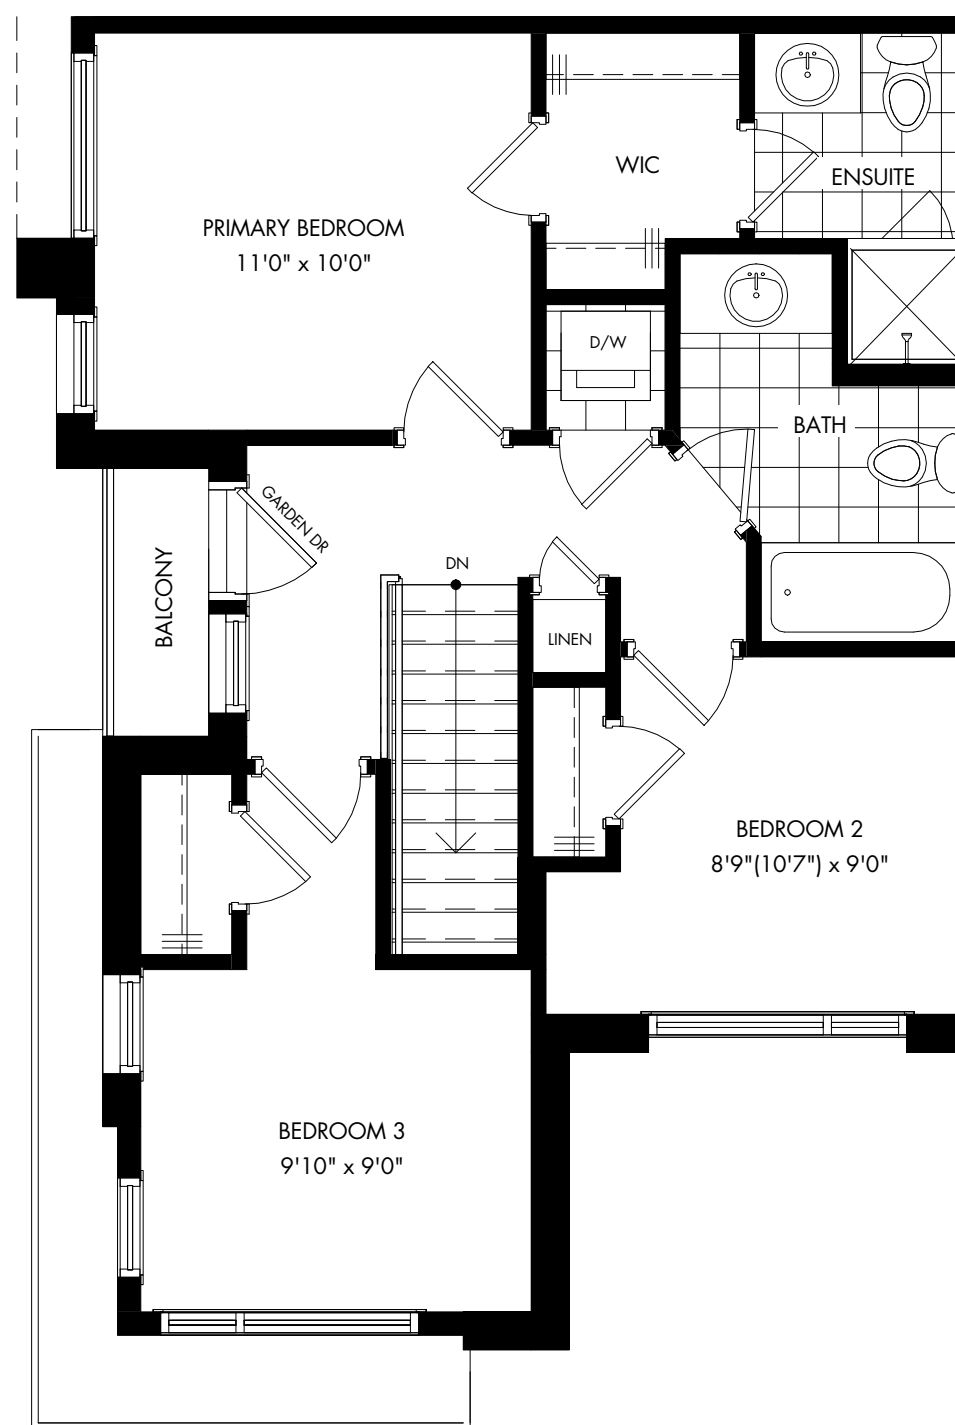 WIC
ENSUITE
PRIMARY BEDROOM
11'0" x 10'0"
D/W
BATH
GARDEN DR
BALCONY
DN
LINEN
BEDROOM 2
8'9"(10'7") x 9'0"
BEDROOM 3
9'10" x 9'0"